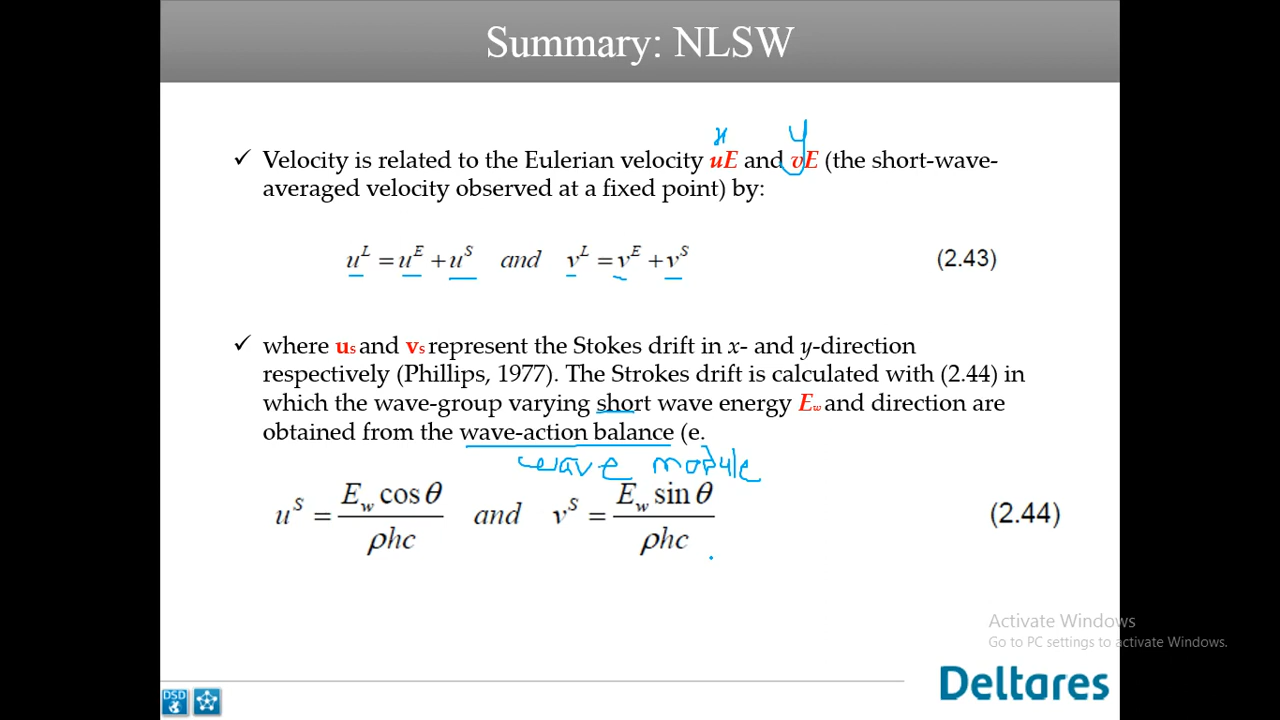 Summary: NLSW
x y
✓ Velocity is related to the Eulerian velocity uE and vE (the short-wave-
averaged velocity observed at a fixed point) by:
u^L = u^E + u^S and v^L = v^E + v^S (2.43)
✓ where us and vs represent the Stokes drift in x- and y-direction
respectively (Phillips, 1977). The Strokes drift is calculated with (2.44) in
which the wave-group varying short wave energy Ew and direction are
obtained from the wave-action balance (e.
wave module
u^S = E_w cos θ / ρhc and v^S = E_w sin θ / ρhc (2.44)
Activate Windows
Go to PC settings to activate Windows.
Deltares
DSD